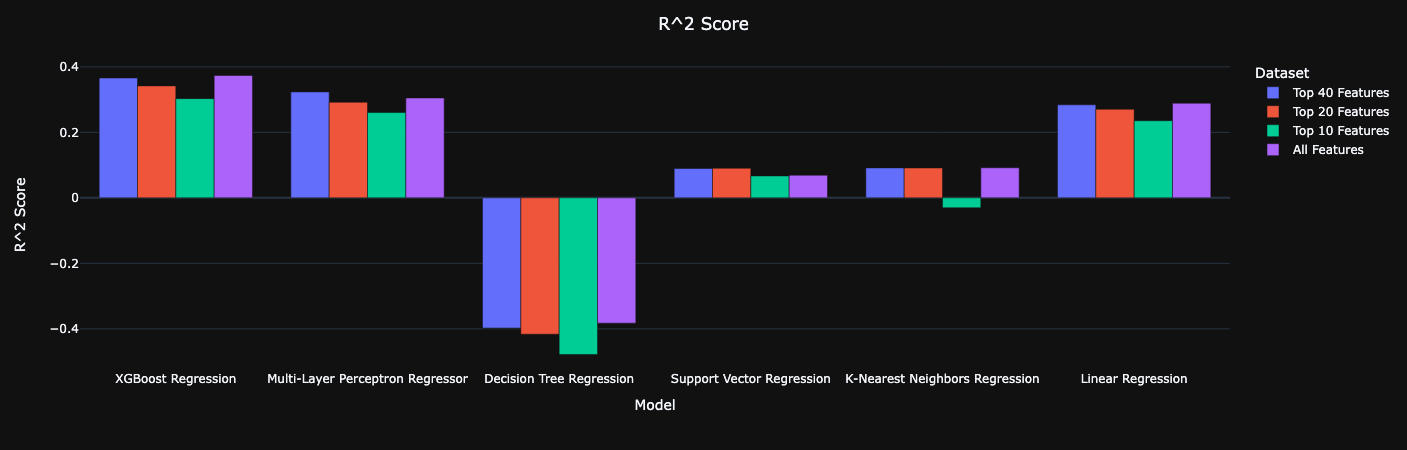 R^2 Score
Dataset
Top 40 Features
Top 20 Features
Top 10 Features
All Features
R^2 Score
0.4
0.2
0
−0.2
−0.4
XGBoost Regression
Multi-Layer Perceptron Regressor
Decision Tree Regression
Support Vector Regression
K-Nearest Neighbors Regression
Linear Regression
Model